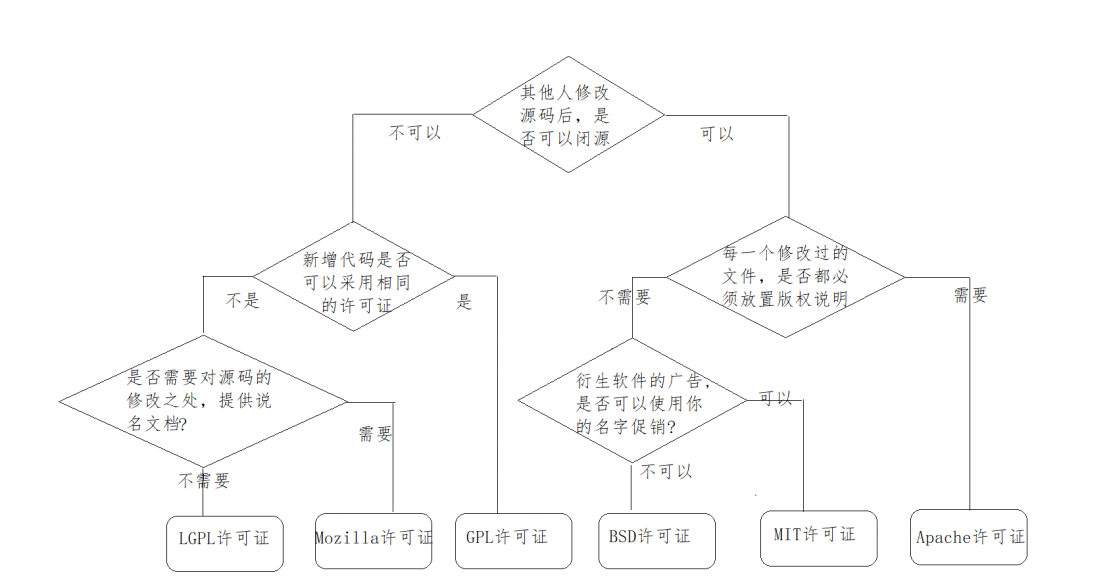 其他人修改
源码后，是
否可以闭源
不可以
可以
新增代码是否
可以采用相同
的许可证
每一个修改过的
文件，是否都必
须放置版权说明
不是
是
不需要
需要
是否需要对源码的
修改之处，提供说
名文档?
衍生软件的广告，
是否可以使用你
的名字促销?
需要
可以
不需要
不可以
LGPL许可证
Mozilla许可证
GPL许可证
BSD许可证
MIT许可证
Apache许可证